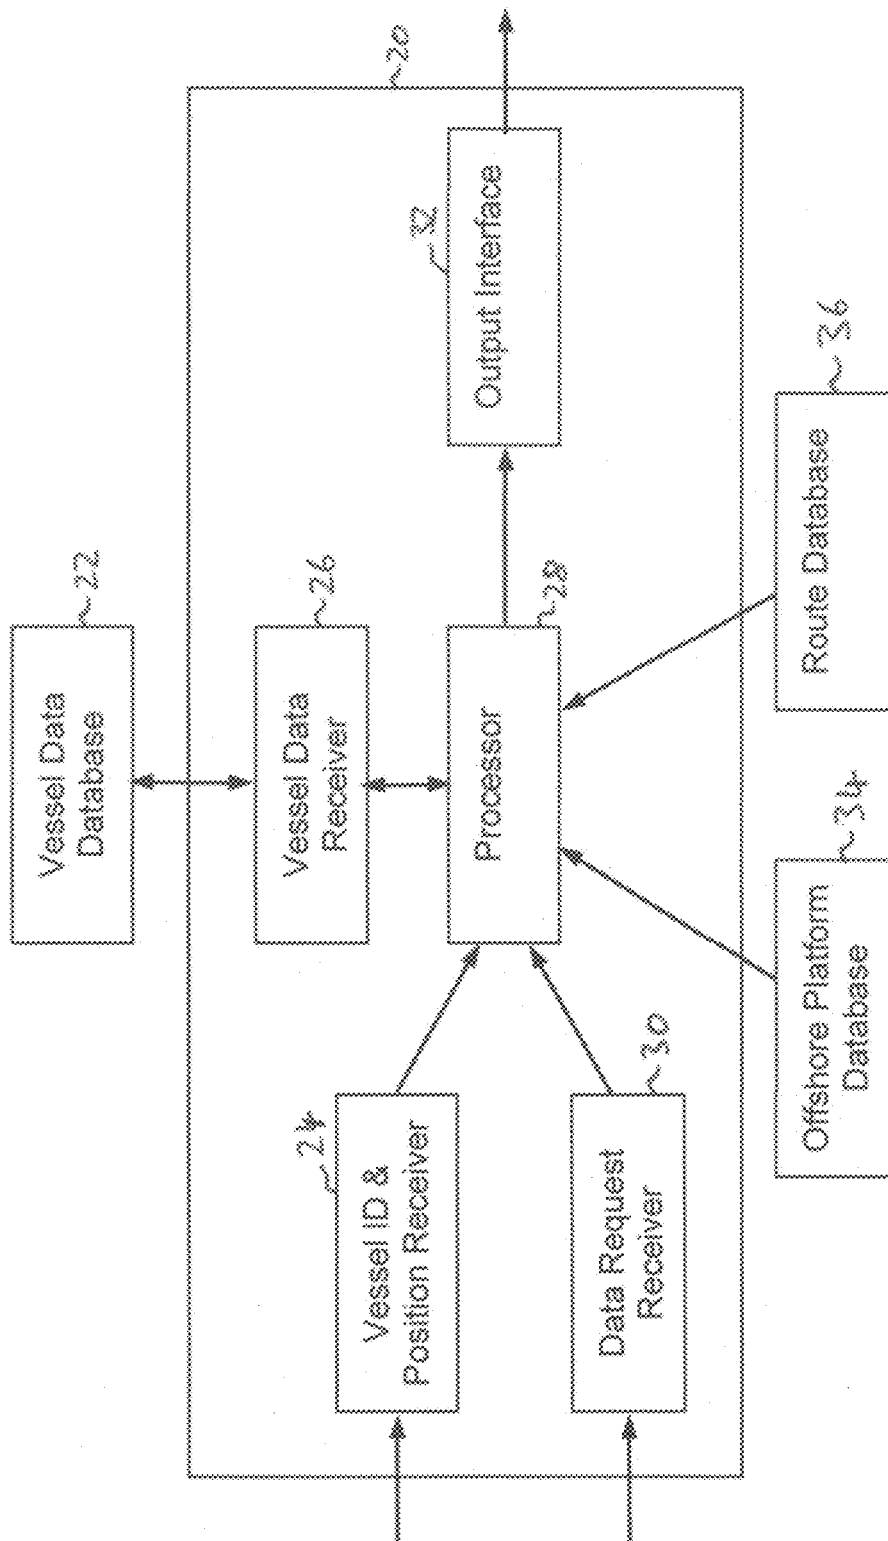 Vessel Data
Database
22
20
Vessel ID &
Position Receiver
24
Vessel Data
Receiver
26
Processor
28
Output Interface
32
Data Request
Receiver
30
Offshore Platform
Database
34
Route Database
36